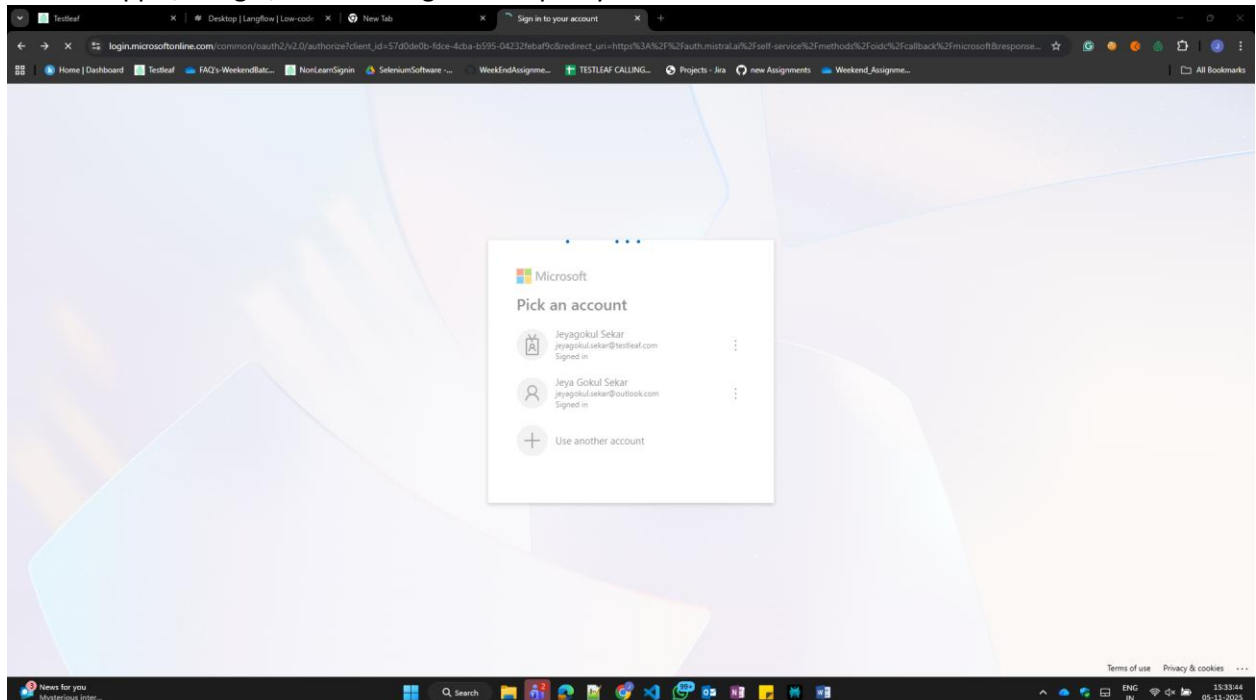 Testleaf
Desktop | Langflow | Low-code
New Tab
Sign in to your account
login.microsoftonline.com/common/oauth2/v2.0/authorize?client_id=57d0de0b-fdce-4cba-b595-04232febaf9c&redirect_uri=https%3A%2F%2Fauth.mistral.ai%2Fself-service%2Fmethods%2Foidc%2Fcallback%2Fmicrosoft&response...
Home | Dashboard
Testleaf
FAQ's-WeekendBatc...
NonLearnSignin
SeleniumSoftware -...
WeekEndAssignme...
TESTLEAF CALLING...
Projects - Jira
new Assignments
Weekend_Assignme...
All Bookmarks
Microsoft
Pick an account
Jeyagokul Sekar
jeyagokul.sekar@testleaf.com
Signed in
Jeya Gokul Sekar
jeyagokul.sekar@outlook.com
Signed in
Use another account
Terms of use Privacy & cookies ...
News for you
Mysterious inter...
Search
99+
ENG
IN
15:33:44
05-11-2025